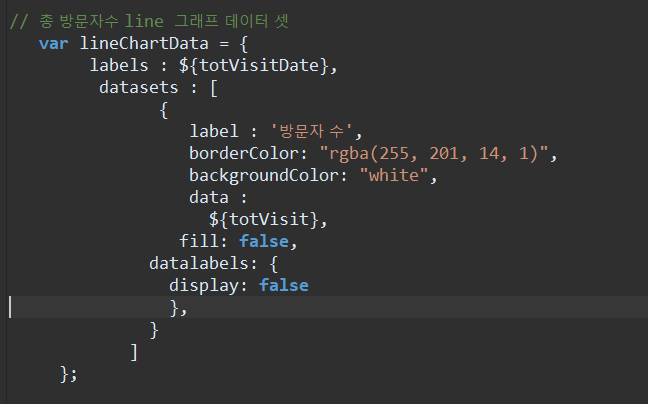 // 총 방문자수 line 그래프 데이터 셋
var lineChartData = {
labels : ${totVisitDate},
datasets : [
{
label : '방문자 수',
borderColor: "rgba(255, 201, 14, 1)",
backgroundColor: "white",
data :
${totVisit},
fill: false,
datalabels: {
display: false
},
}
]
};